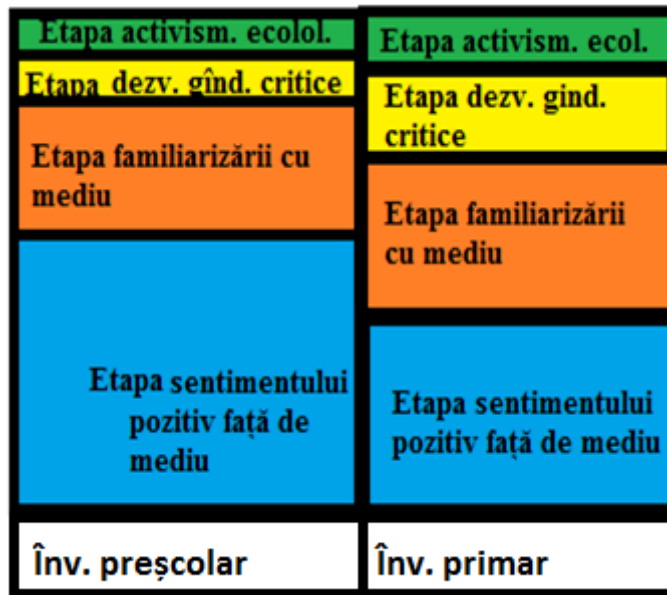 Etapa activism. ecolol.
Etapa dezv. gînd. critice
Etapa familiarizării cu
mediu
Etapa sentimentului
pozitiv față de
mediu
Înv. preșcolar
Etapa activism. ecol.
Etapa dezv. gind.
critice
Etapa familiarizării
cu mediu
Etapa sentimentului
pozitiv față de mediu
Înv. primar